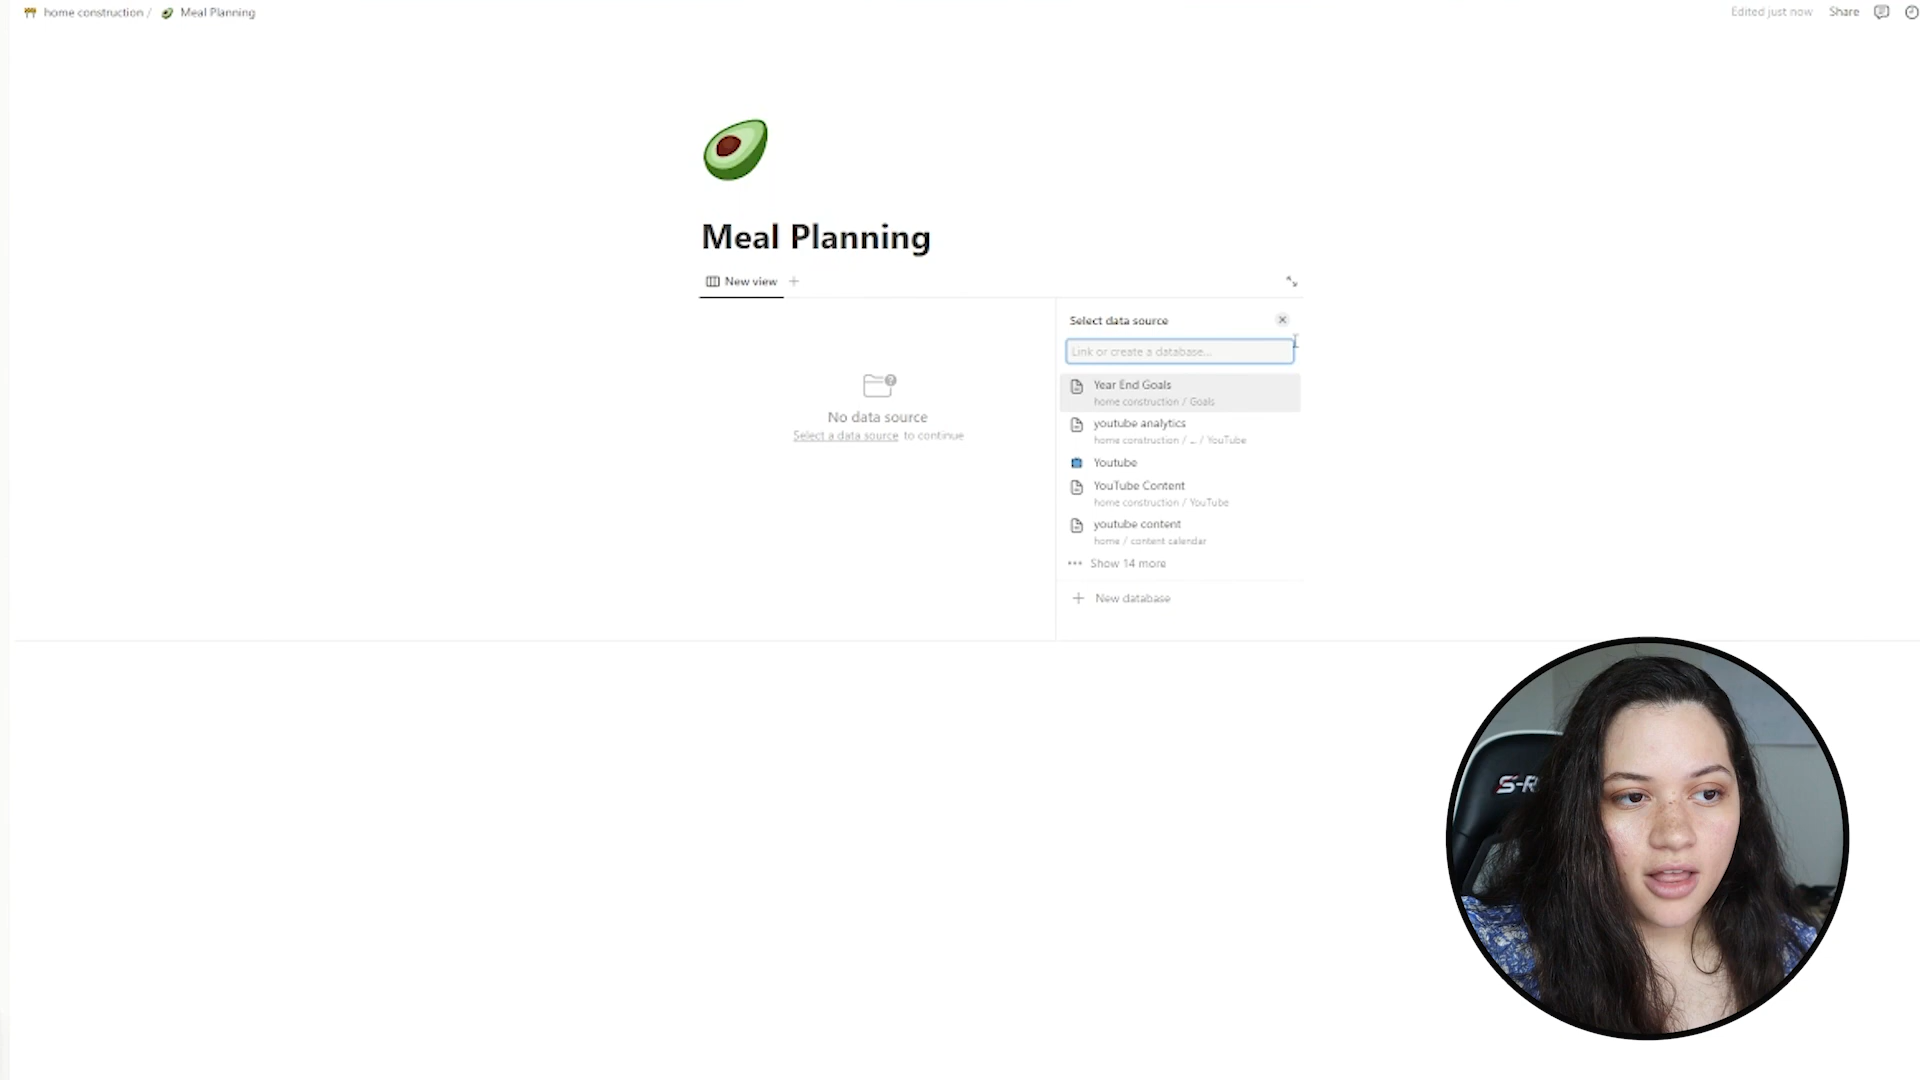 home construction / Meal Planning
Edited just now Share
Meal Planning
New view
Select data source
Link or create a database...
No data source
Select a data source to continue
Year End Goals
home construction / Goals
youtube analytics
home construction / ... / YouTube
Youtube
YouTube Content
home construction / YouTube
youtube content
home / content calendar
Show 14 more
New database
S-R